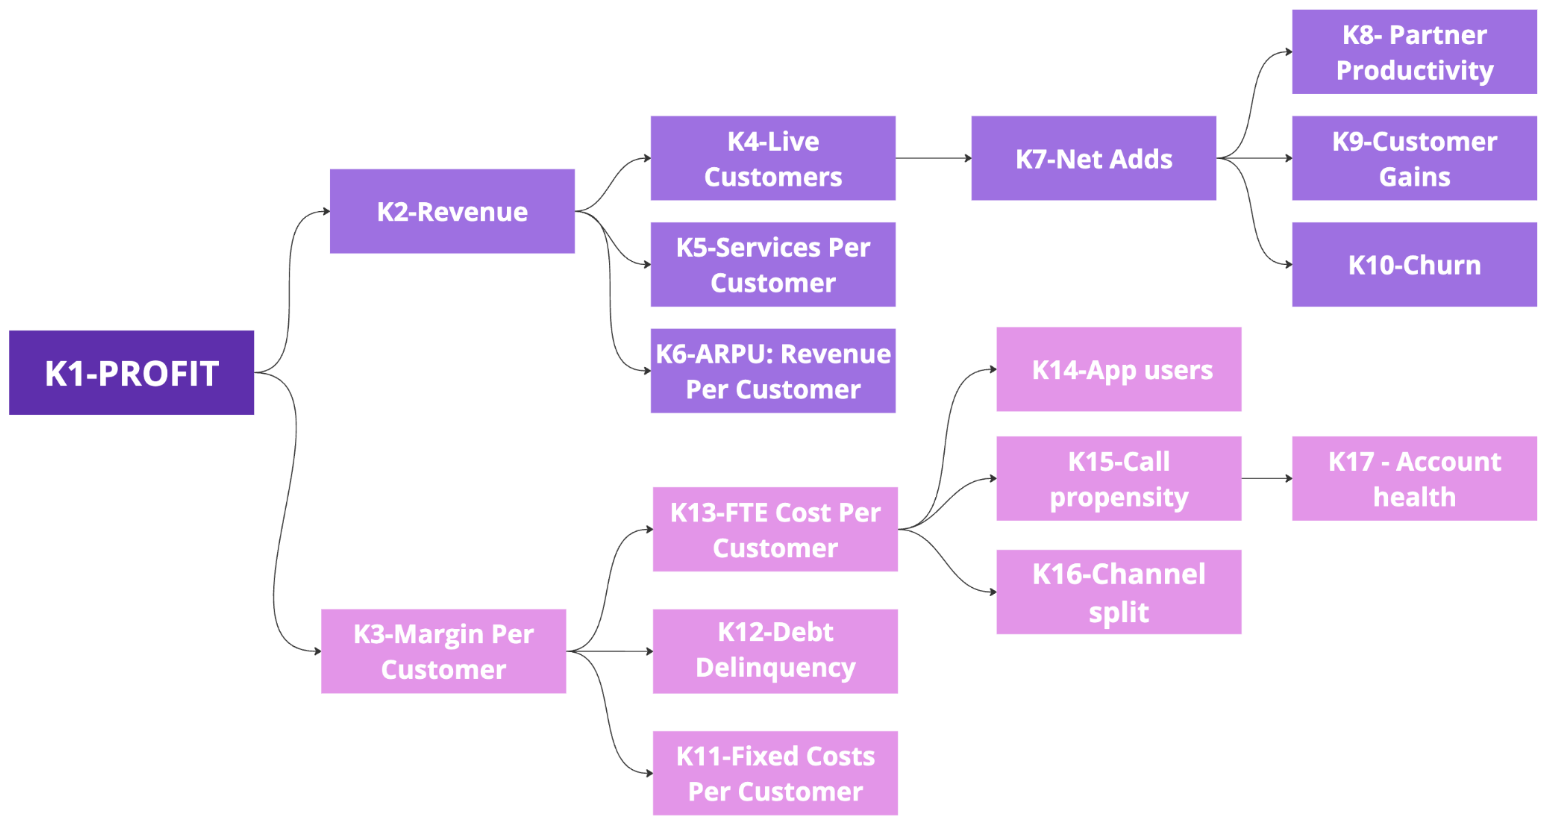 K1-PROFIT
K2-Revenue
K3-Margin Per
Customer
K4-Live
Customers
K5-Services Per
Customer
K6-ARPU: Revenue
Per Customer
K7-Net Adds
K8- Partner
Productivity
K9-Customer
Gains
K10-Churn
K13-FTE Cost Per
Customer
K12-Debt
Delinquency
K11-Fixed Costs
Per Customer
K14-App users
K15-Call
propensity
K16-Channel
split
K17 - Account
health